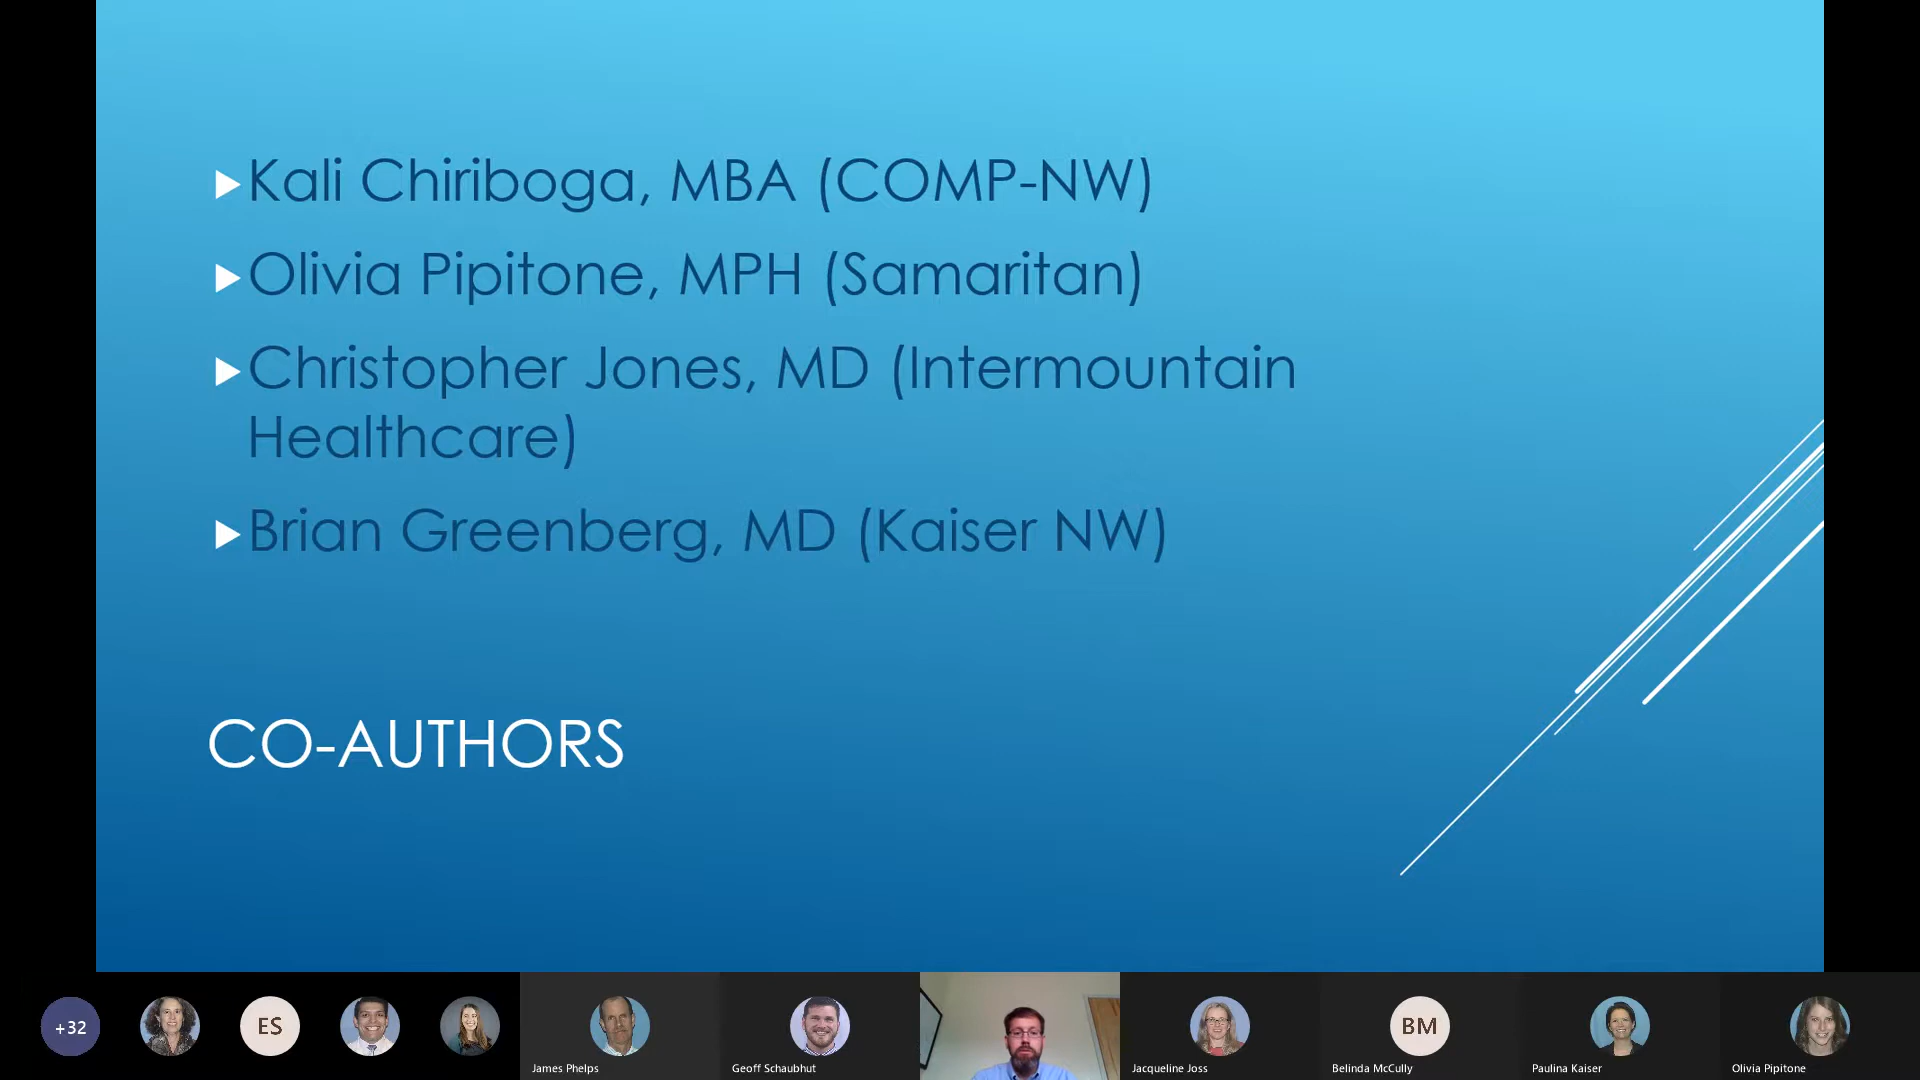 Kali Chiriboga, MBA (COMP-NW)
Olivia Pipitone, MPH (Samaritan)
Christopher Jones, MD (Intermountain
Healthcare)
Brian Greenberg, MD (Kaiser NW)
CO-AUTHORS
+32
ES
BM
James Phelps
Geoff Schaubhut
Jacqueline Joss
Belinda McCully
Paulina Kaiser
Olivia Pipitone